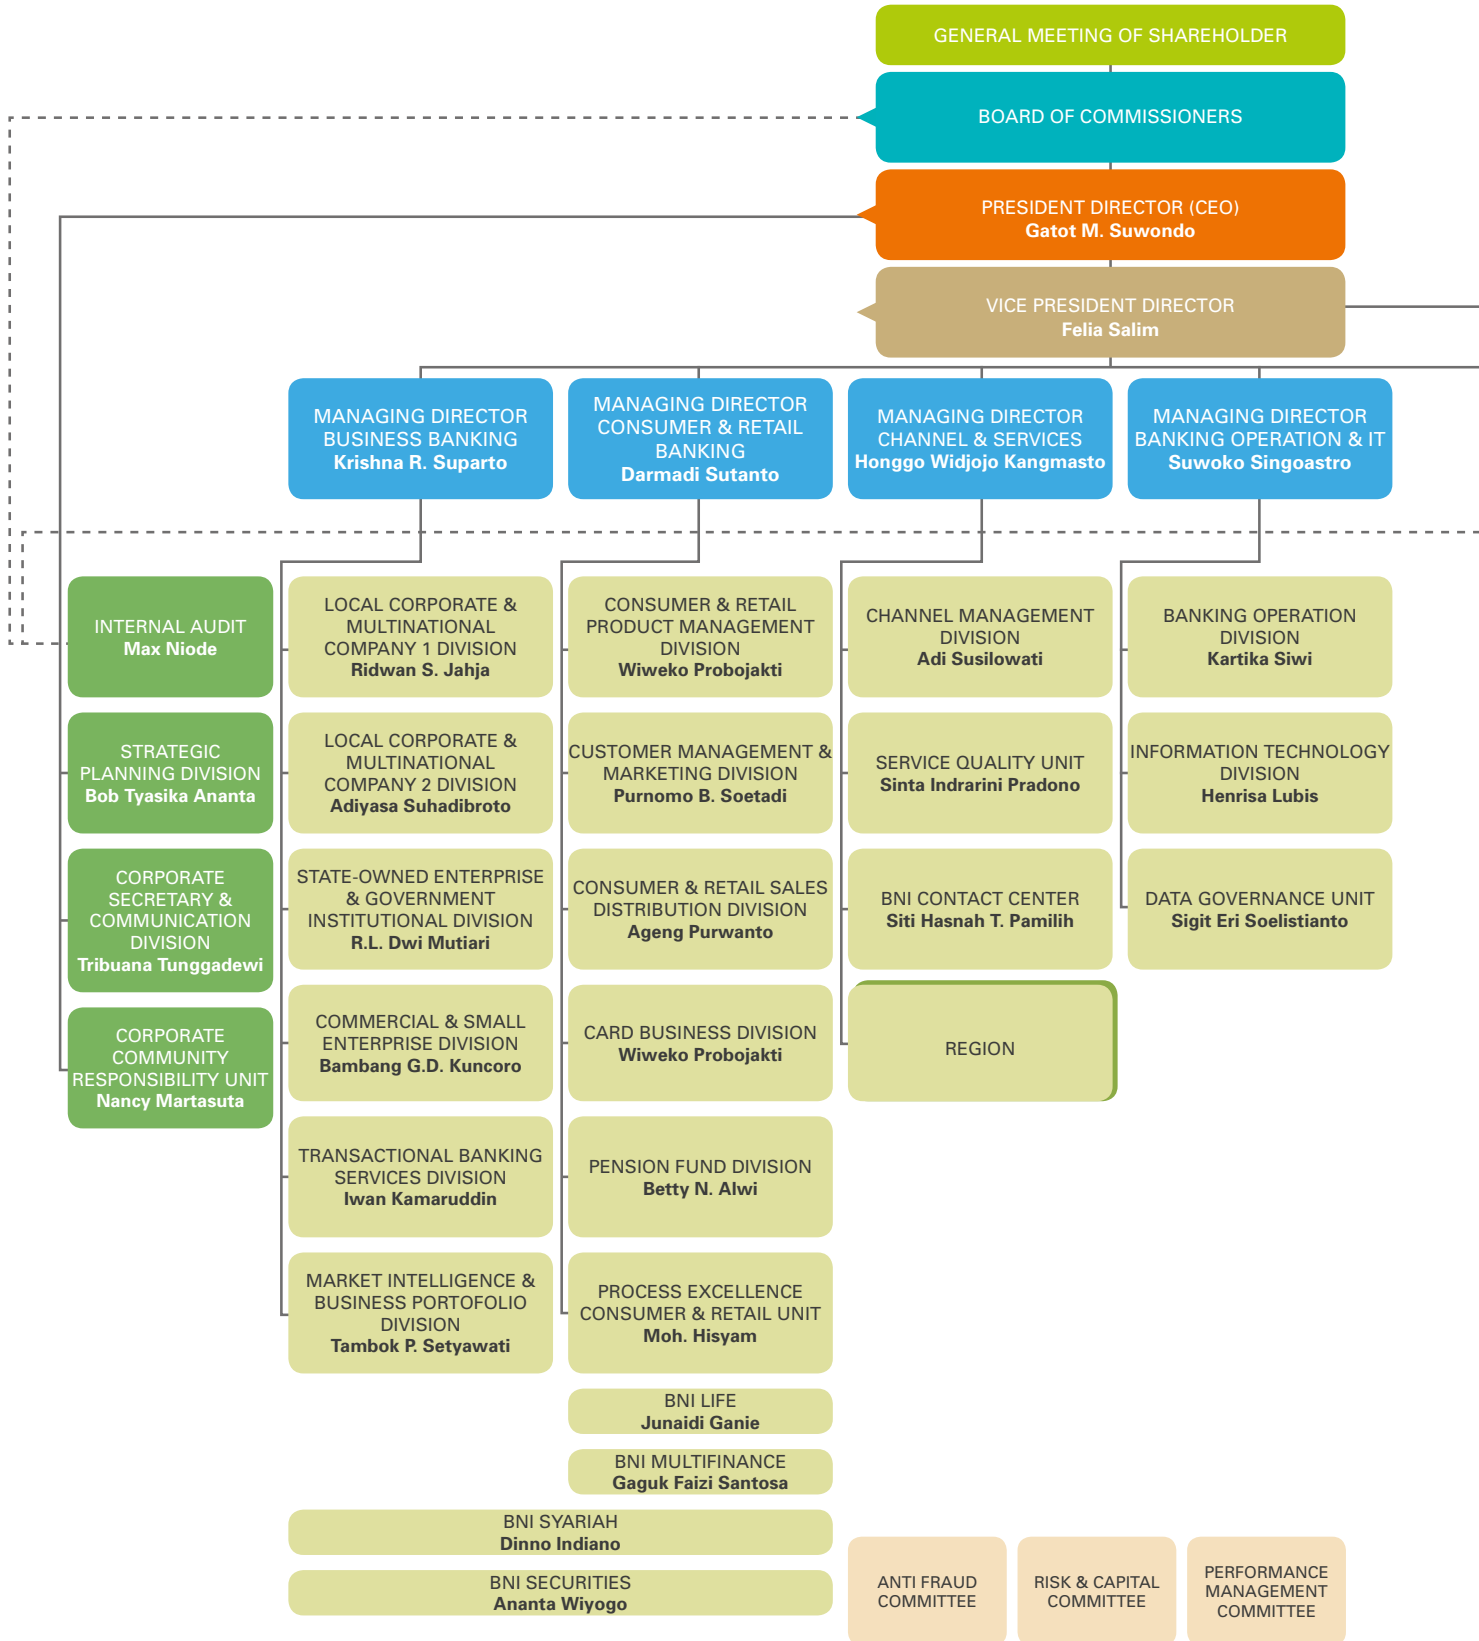 GENERAL MEETING OF SHAREHOLDER
BOARD OF COMMISSIONERS
PRESIDENT DIRECTOR (CEO)
Gatot M. Suwondo
VICE PRESIDENT DIRECTOR
Felia Salim
MANAGING DIRECTOR
BUSINESS BANKING
Krishna R. Suparto
MANAGING DIRECTOR
CONSUMER & RETAIL
BANKING
Darmadi Sutanto
MANAGING DIRECTOR
CHANNEL & SERVICES
Honggo Widjojo Kangmasto
MANAGING DIRECTOR
BANKING OPERATION & IT
Suwoko Singoastro
INTERNAL AUDIT
Max Niode
STRATEGIC
PLANNING DIVISION
Bob Tyasika Ananta
CORPORATE
SECRETARY &
COMMUNICATION
DIVISION
Tribuana Tunggadewi
CORPORATE
COMMUNITY
RESPONSIBILITY UNIT
Nancy Martasuta
LOCAL CORPORATE &
MULTINATIONAL
COMPANY 1 DIVISION
Ridwan S. Jahja
LOCAL CORPORATE &
MULTINATIONAL
COMPANY 2 DIVISION
Adiyasa Suhadibroto
STATE-OWNED ENTERPRISE
& GOVERNMENT
INSTITUTIONAL DIVISION
R.L. Dwi Mutiari
COMMERCIAL & SMALL
ENTERPRISE DIVISION
Bambang G.D. Kuncoro
TRANSACTIONAL BANKING
SERVICES DIVISION
Iwan Kamaruddin
MARKET INTELLIGENCE &
BUSINESS PORTOFOLIO
DIVISION
Tambok P. Setyawati
CONSUMER & RETAIL
PRODUCT MANAGEMENT
DIVISION
Wiweko Probojakti
CUSTOMER MANAGEMENT &
MARKETING DIVISION
Purnomo B. Soetadi
CONSUMER & RETAIL SALES
DISTRIBUTION DIVISION
Ageng Purwanto
CARD BUSINESS DIVISION
Wiweko Probojakti
PENSION FUND DIVISION
Betty N. Alwi
PROCESS EXCELLENCE
CONSUMER & RETAIL UNIT
Moh. Hisyam
BNI LIFE
Junaidi Ganie
BNI MULTIFINANCE
Gaguk Faizi Santosa
BNI SYARIAH
Dinno Indiano
BNI SECURITIES
Ananta Wiyogo
CHANNEL MANAGEMENT
DIVISION
Adi Susilowati
SERVICE QUALITY UNIT
Sinta Indrarini Pradono
BNI CONTACT CENTER
Siti Hasnah T. Pamilih
REGION
BANKING OPERATION
DIVISION
Kartika Siwi
INFORMATION TECHNOLOGY
DIVISION
Henrisa Lubis
DATA GOVERNANCE UNIT
Sigit Eri Soelistianto
ANTI FRAUD
COMMITTEE
RISK & CAPITAL
COMMITTEE
PERFORMANCE
MANAGEMENT
COMMITTEE